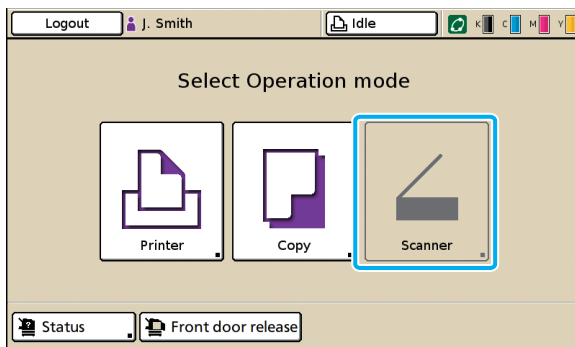 Logout J. Smith Idle K C M Y
Select Operation mode
Printer Copy Scanner
Status Front door release